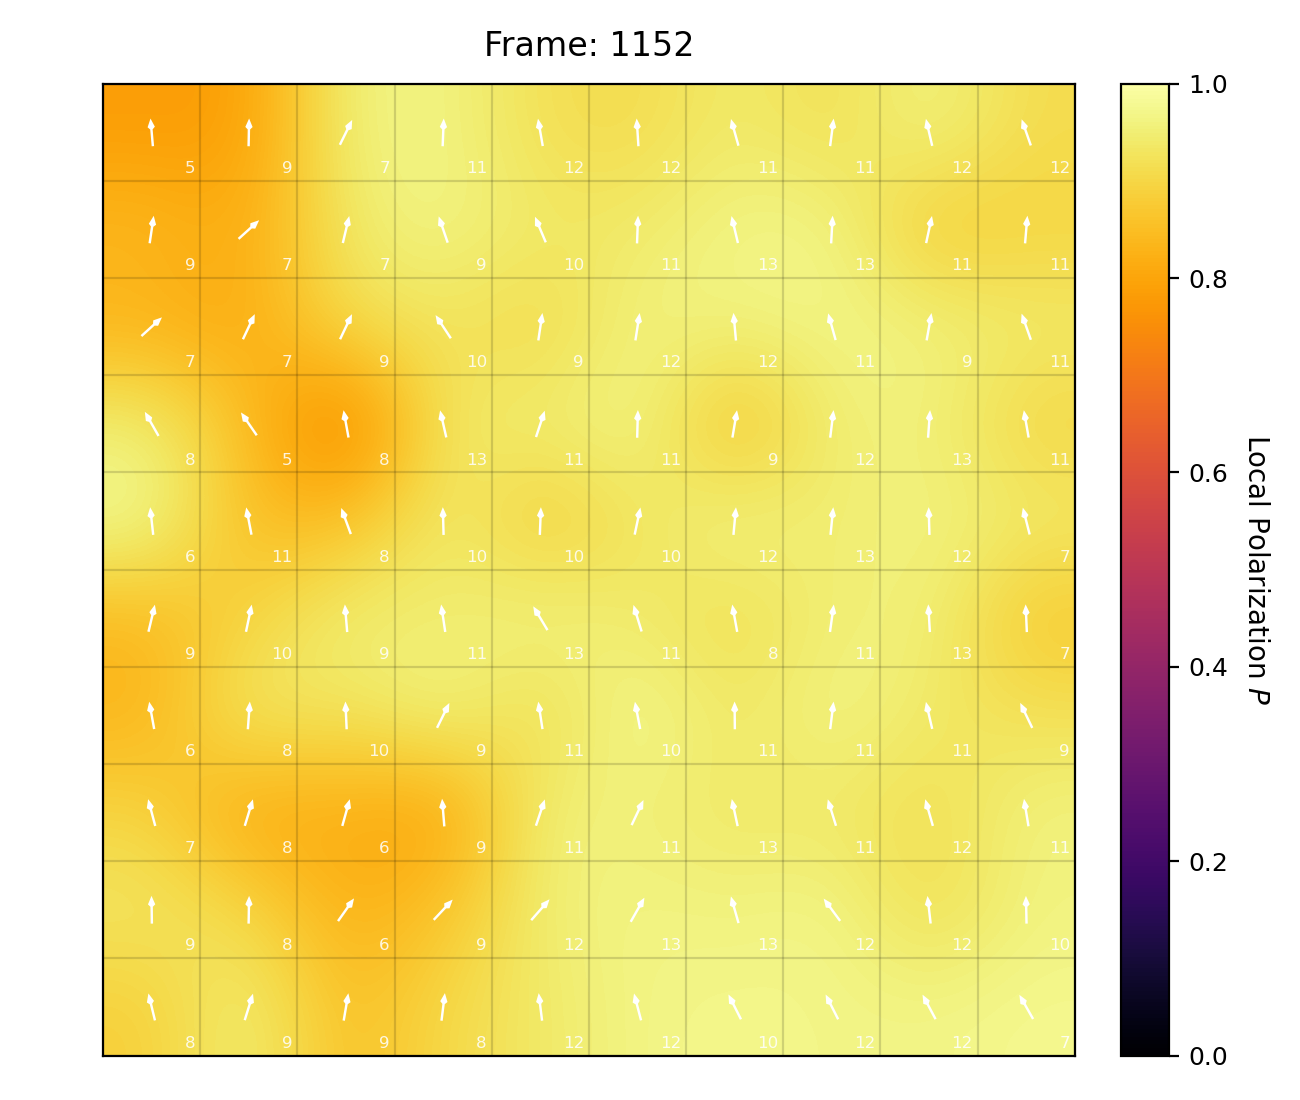 Frame: 1152
5 9 7 11 12 12 11 11 12 12
9 7 7 9 10 11 13 13 11 11
7 7 9 10 9 12 12 11 9 11
8 5 8 13 11 11 9 12 13 11
6 11 8 10 10 10 12 13 12 7
9 10 9 11 13 11 8 11 13 7
6 8 10 9 11 10 11 11 11 9
7 8 6 9 11 11 13 11 12 11
9 8 6 9 12 13 13 12 12 10
8 9 9 8 12 12 10 12 12 7
1.0
0.8
0.6
0.4
0.2
0.0
Local Polarization P